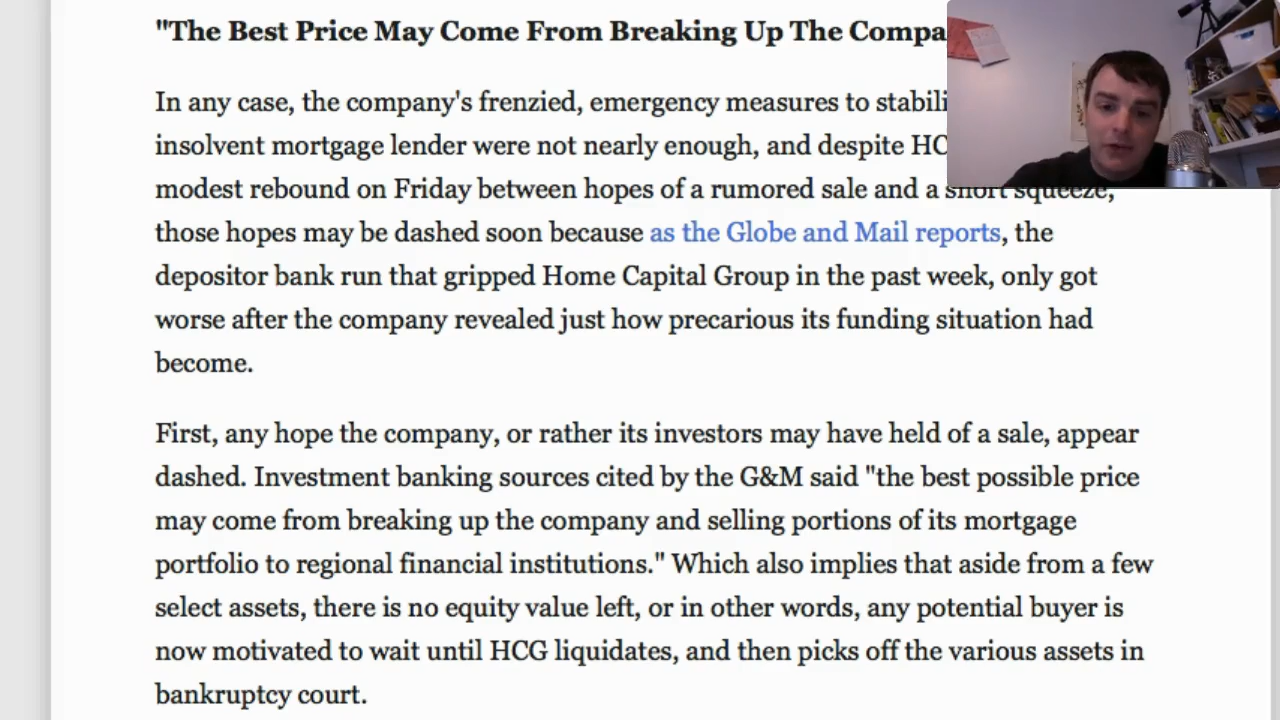 "The Best Price May Come From Breaking Up The
In any case, the company's frenzied, emergency measures to
insolvent mortgage lender were not nearly enough, and despite
modest rebound on Friday between hopes of a rumored sale and a short squeeze,
those hopes may be dashed soon because as the Globe and Mail reports, the
depositor bank run that gripped Home Capital Group in the past week, only got
worse after the company revealed just how precarious its funding situation had
become.
First, any hope the company, or rather its investors may have held of a sale, appear
dashed. Investment banking sources cited by the G&M said "the best possible price
may come from breaking up the company and selling portions of its mortgage
portfolio to regional financial institutions." Which also implies that aside from a few
select assets, there is no equity value left, or in other words, any potential buyer is
now motivated to wait until HCG liquidates, and then picks off the various assets in
bankruptcy court.